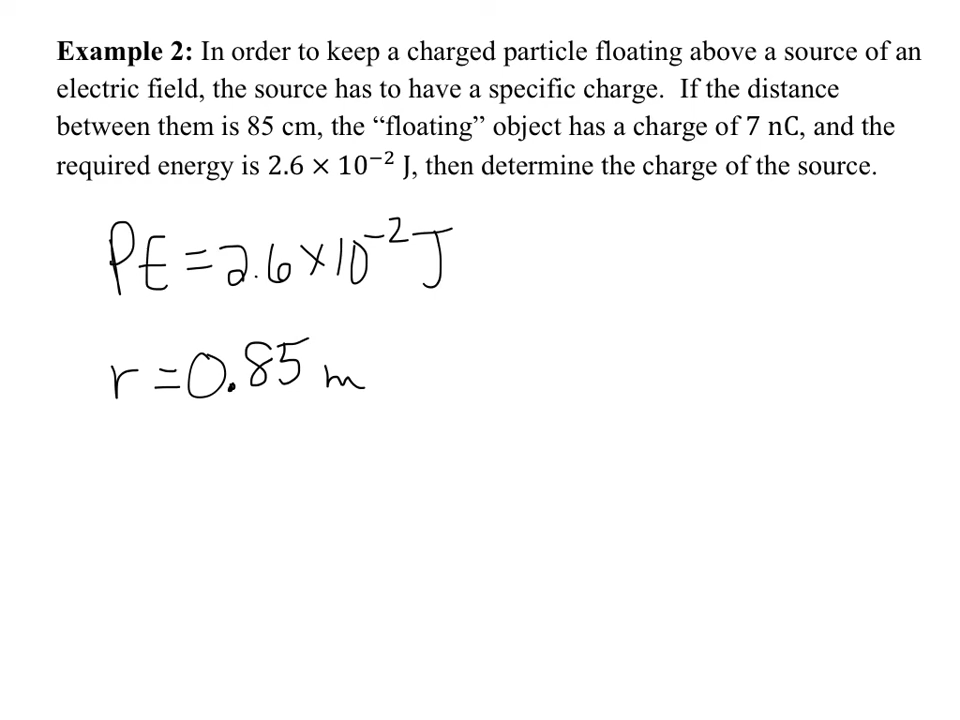 Example 2: In order to keep a charged particle floating above a source of an
electric field, the source has to have a specific charge.  If the distance
between them is 85 cm, the “floating” object has a charge of 7 nC, and the
required energy is 2.6 × 10⁻² J, then determine the charge of the source.
PE = 2.6×10⁻² J
r = 0.85 m